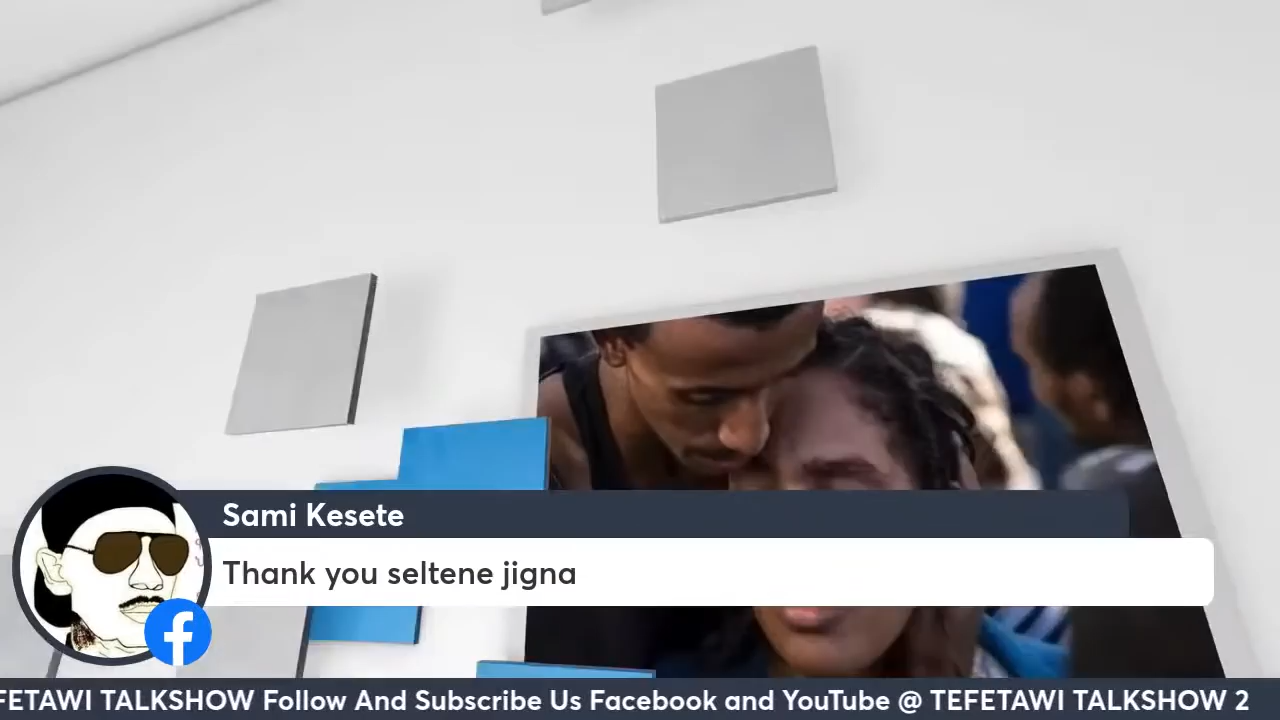 Sami Kesete
Thank you seltene jigna
FETAWI TALKSHOW Follow And Subscribe Us Facebook and YouTube @ TEFETAWI TALKSHOW 2